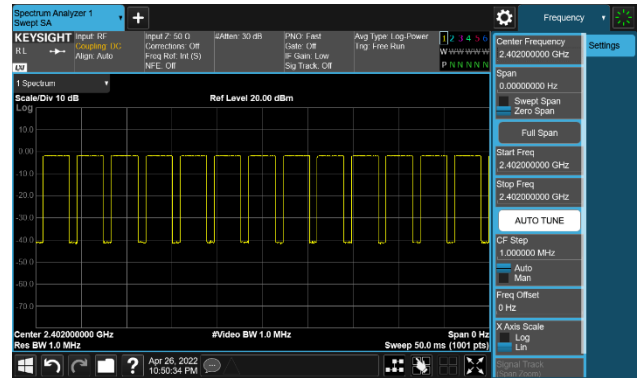 Spectrum Analyzer 1
Swept SA
+
Frequency
KEYSIGHT
RL
LXI
Input: RF
Coupling: DC
Align: Auto
Input Z: 50 Ω
Corrections: Off
Freq Ref: Int (S)
NFE: Off
#Atten: 30 dB
PNO: Fast
Gate: Off
IF Gain: Low
Sig Track: Off
Avg Type: Log-Power
Trig: Free Run
1 2 3 4 5 6
W W W W W W
P N N N N N
1 Spectrum
Scale/Div 10 dB
Ref Level 20.00 dBm
Log
10.0
0.00
-10.0
-20.0
-30.0
-40.0
-50.0
-60.0
-70.0
Center 2.402000000 GHz
#Video BW 1.0 MHz
Span 0 Hz
Res BW 1.0 MHz
Sweep 50.0 ms (1001 pts)
?
Apr 26, 2022
10:50:34 PM
Center Frequency
2.402000000 GHz
Settings
Span
0.00000000 Hz
Swept Span
Zero Span
Full Span
Start Freq
2.402000000 GHz
Stop Freq
2.402000000 GHz
AUTO TUNE
CF Step
1.000000 MHz
Auto
Man
Freq Offset
0 Hz
X Axis Scale
Log
Lin
Signal Track
(Span Zoom)